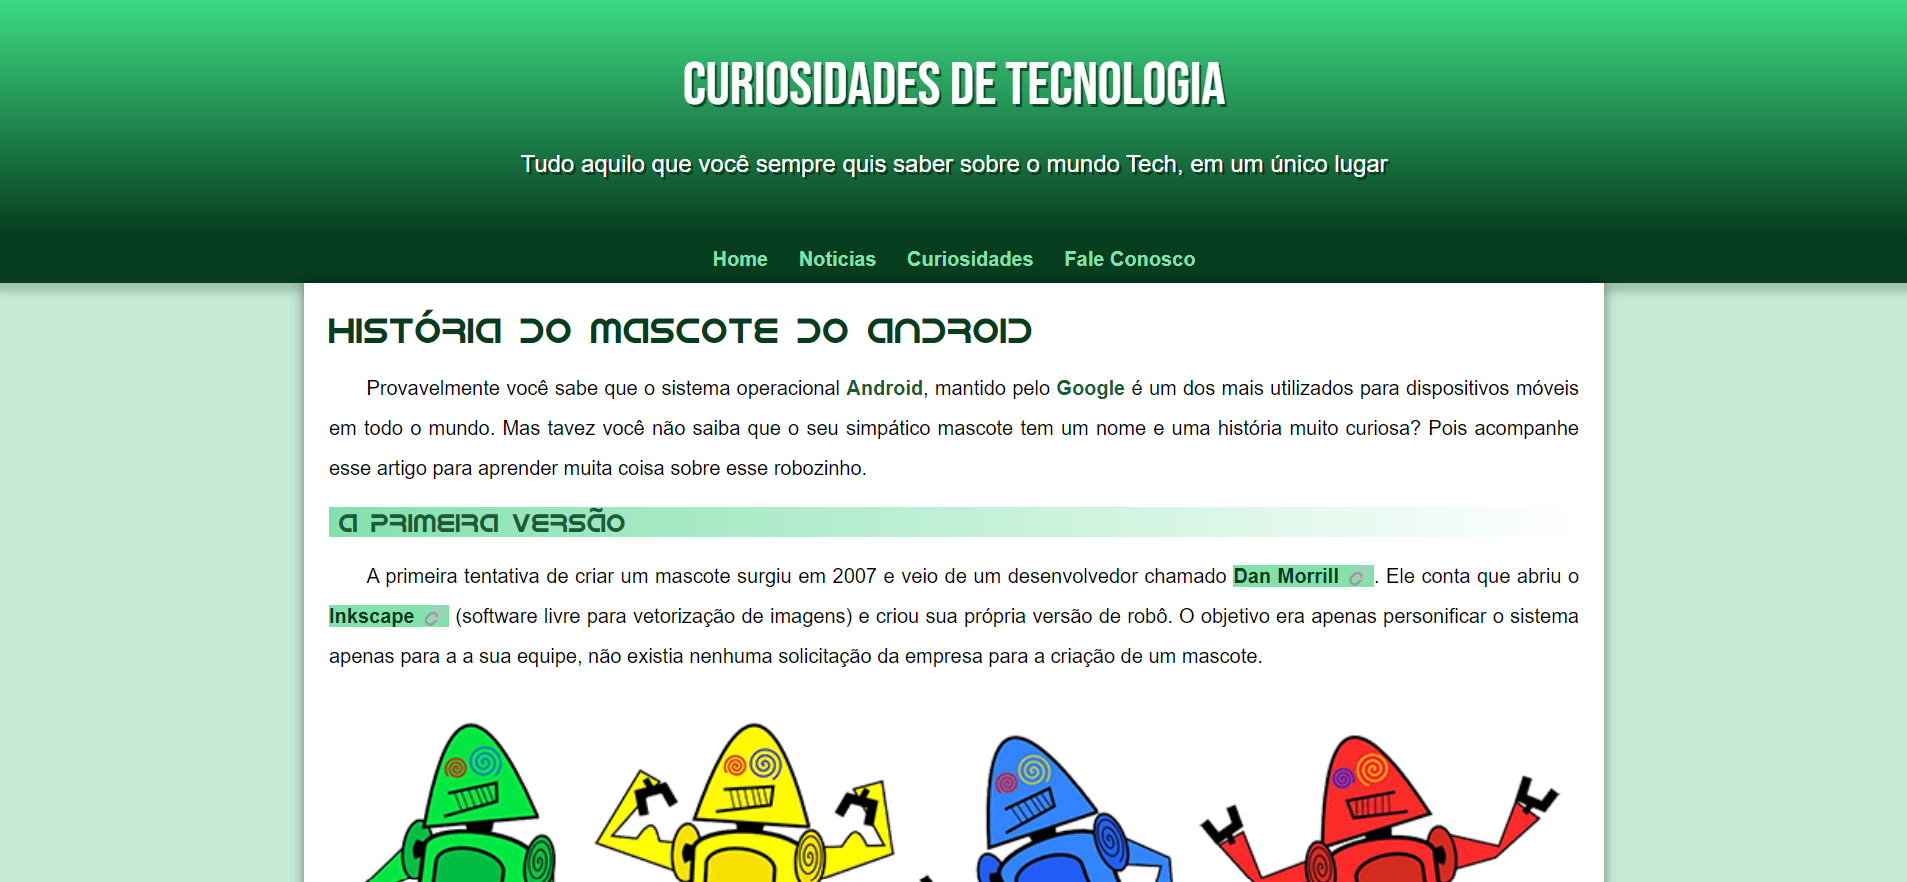 CURIOSIDADES DE TECNOLOGIA
Tudo aquilo que você sempre quis saber sobre o mundo Tech, em um único lugar
Home Noticias Curiosidades Fale Conosco
HISTÓRIA DO MASCOTE DO ANDROID
Provavelmente você sabe que o sistema operacional Android, mantido pelo Google é um dos mais utilizados para dispositivos móveis
em todo o mundo. Mas tavez você não saiba que o seu simpático mascote tem um nome e uma história muito curiosa? Pois acompanhe
esse artigo para aprender muita coisa sobre esse robozinho.
A PRIMEIRA VERSÃO
A primeira tentativa de criar um mascote surgiu em 2007 e veio de um desenvolvedor chamado Dan Morrill . Ele conta que abriu o
Inkscape (software livre para vetorização de imagens) e criou sua própria versão de robô. O objetivo era apenas personificar o sistema
apenas para a a sua equipe, não existia nenhuma solicitação da empresa para a criação de um mascote.